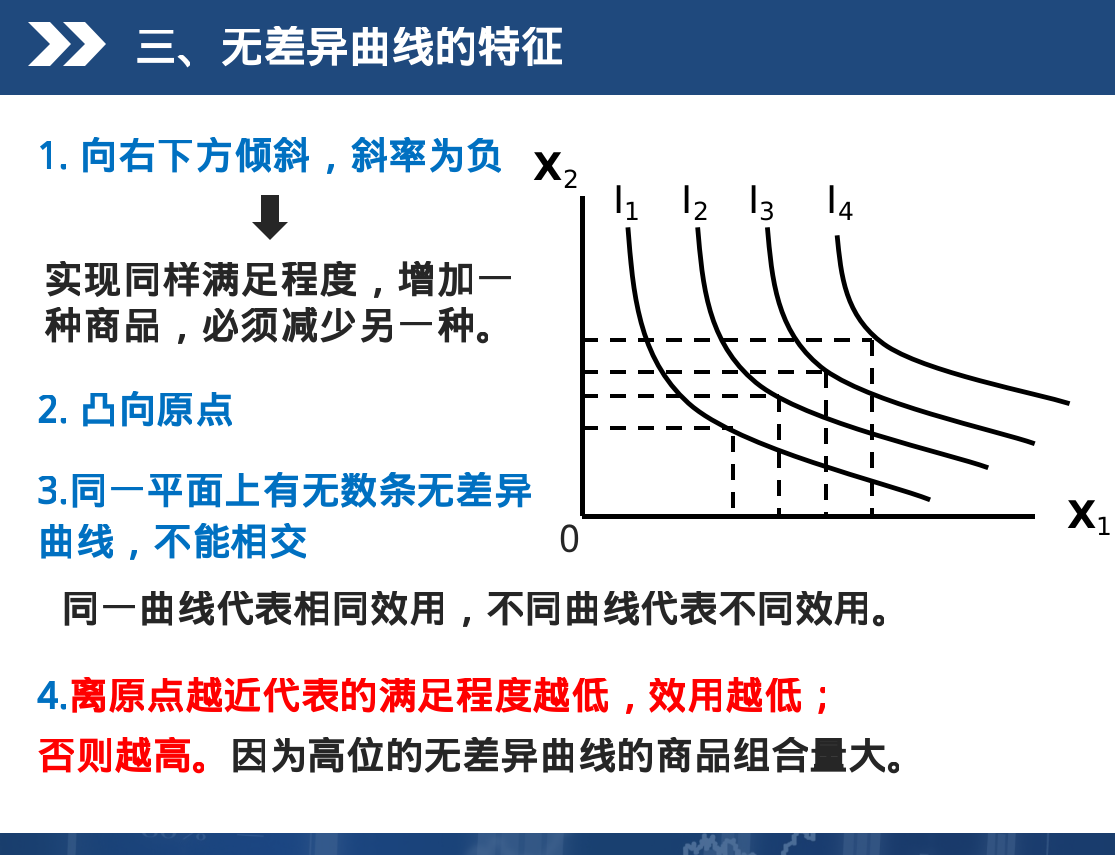 三、无差异曲线的特征
1. 向右下方倾斜，斜率为负
实现同样满足程度，增加一
种商品，必须减少另一种。
2. 凸向原点
3.同一平面上有无数条无差异
曲线，不能相交
同一曲线代表相同效用，不同曲线代表不同效用。
4.离原点越近代表的满足程度越低，效用越低；
否则越高。因为高位的无差异曲线的商品组合量大。
X2
I1 I2 I3 I4
0
X1